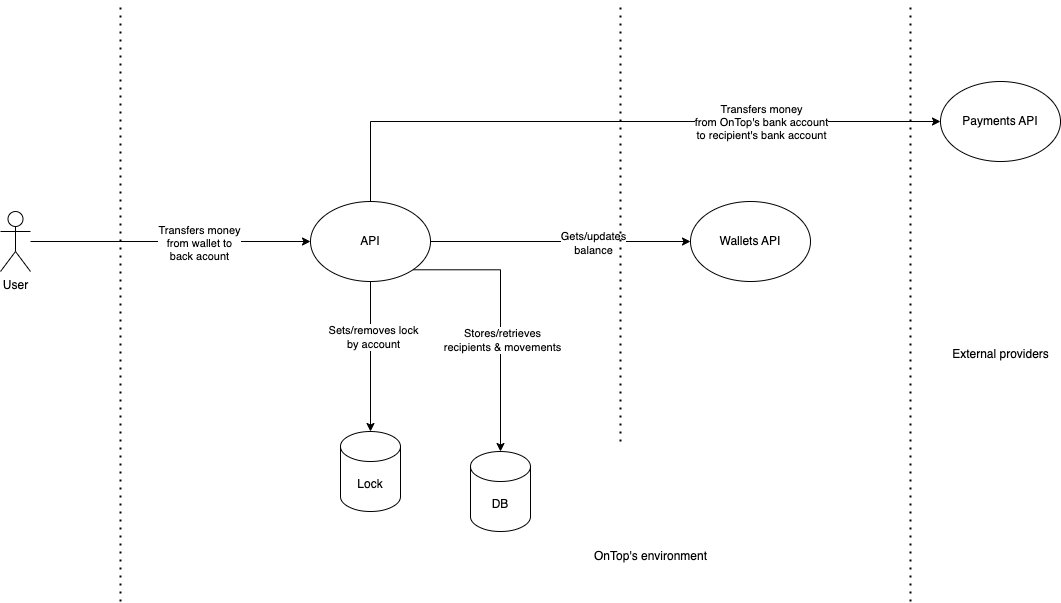 Transfers money
from OnTop's bank account
to recipient's bank account
Payments API
User
Transfers money
from wallet to
back acount
API
Gets/updates
balance
Wallets API
Sets/removes lock
by account
Stores/retrieves
recipients & movements
External providers
Lock
DB
OnTop's environment